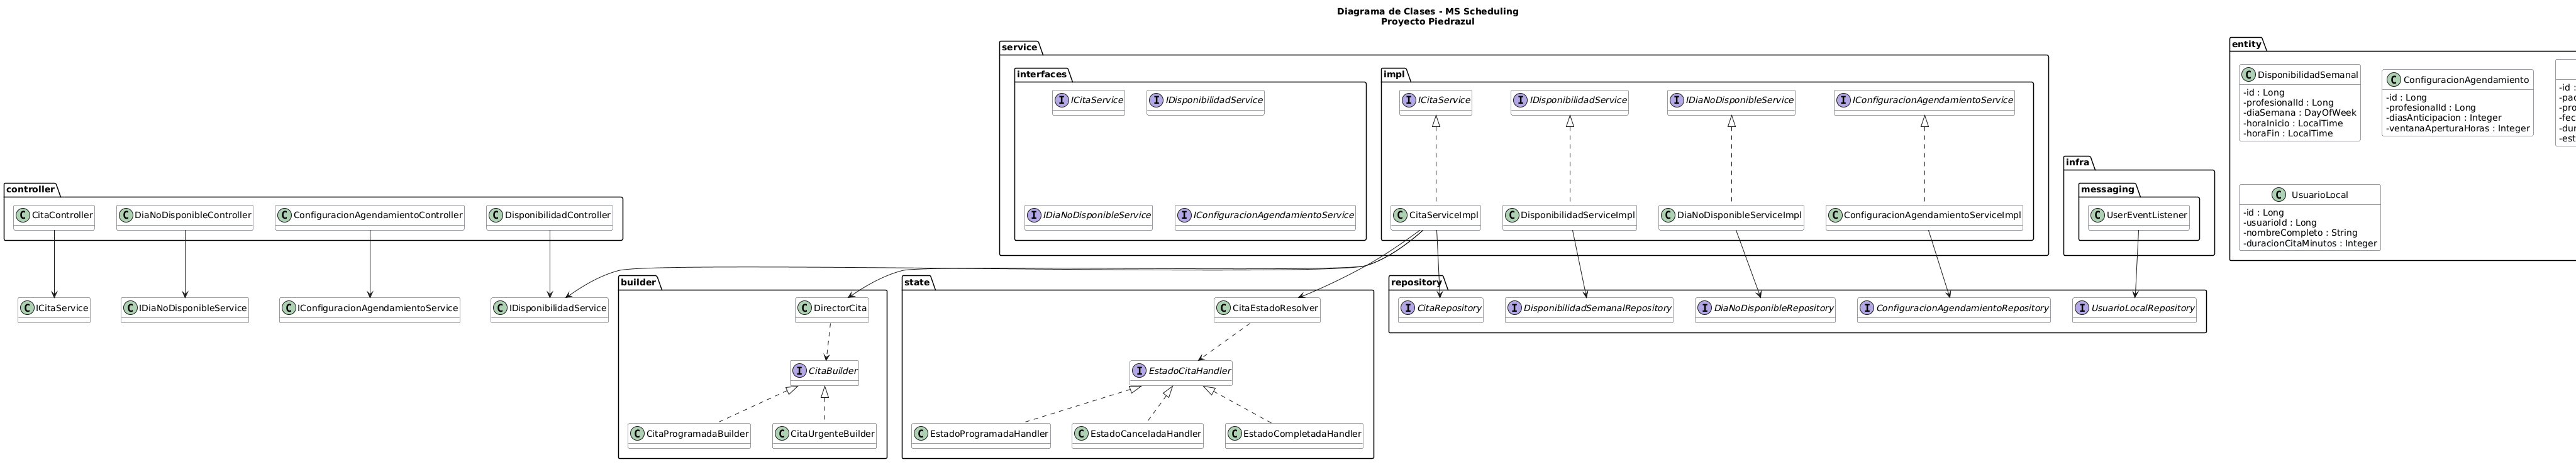 Diagrama de Clases - MS Scheduling
Proyecto Piedrazul
service
interfaces
I ICitaService
I IDisponibilidadService
I IDiaNoDisponibleService
I IConfiguracionAgendamientoService
impl
I ICitaService
I IDisponibilidadService
I IDiaNoDisponibleService
I IConfiguracionAgendamientoService
C CitaServiceImpl
C DisponibilidadServiceImpl
C DiaNoDisponibleServiceImpl
C ConfiguracionAgendamientoServiceImpl
controller
C CitaController
C DiaNoDisponibleController
C ConfiguracionAgendamientoController
C DisponibilidadController
C ICitaService
C IDiaNoDisponibleService
C IConfiguracionAgendamientoService
C IDisponibilidadService
builder
C DirectorCita
I CitaBuilder
C CitaProgramadaBuilder
C CitaUrgenteBuilder
state
C CitaEstadoResolver
I EstadoCitaHandler
C EstadoProgramadaHandler
C EstadoCanceladaHandler
C EstadoCompletadaHandler
repository
I CitaRepository
I DisponibilidadSemanalRepository
I DiaNoDisponibleRepository
I ConfiguracionAgendamientoRepository
I UsuarioLocalRepository
infra
messaging
C UserEventListener
entity
C DisponibilidadSemanal
-id : Long
-profesionalId : Long
-diaSemana : DayOfWeek
-horaInicio : LocalTime
-horaFin : LocalTime
C ConfiguracionAgendamiento
-id : Long
-profesionalId : Long
-diasAnticipacion : Integer
-ventanaAperturaHoras : Integer
-id :
C UsuarioLocal
-id : Long
-usuarioId : Long
-nombreCompleto : String
-duracionCitaMinutos : Integer